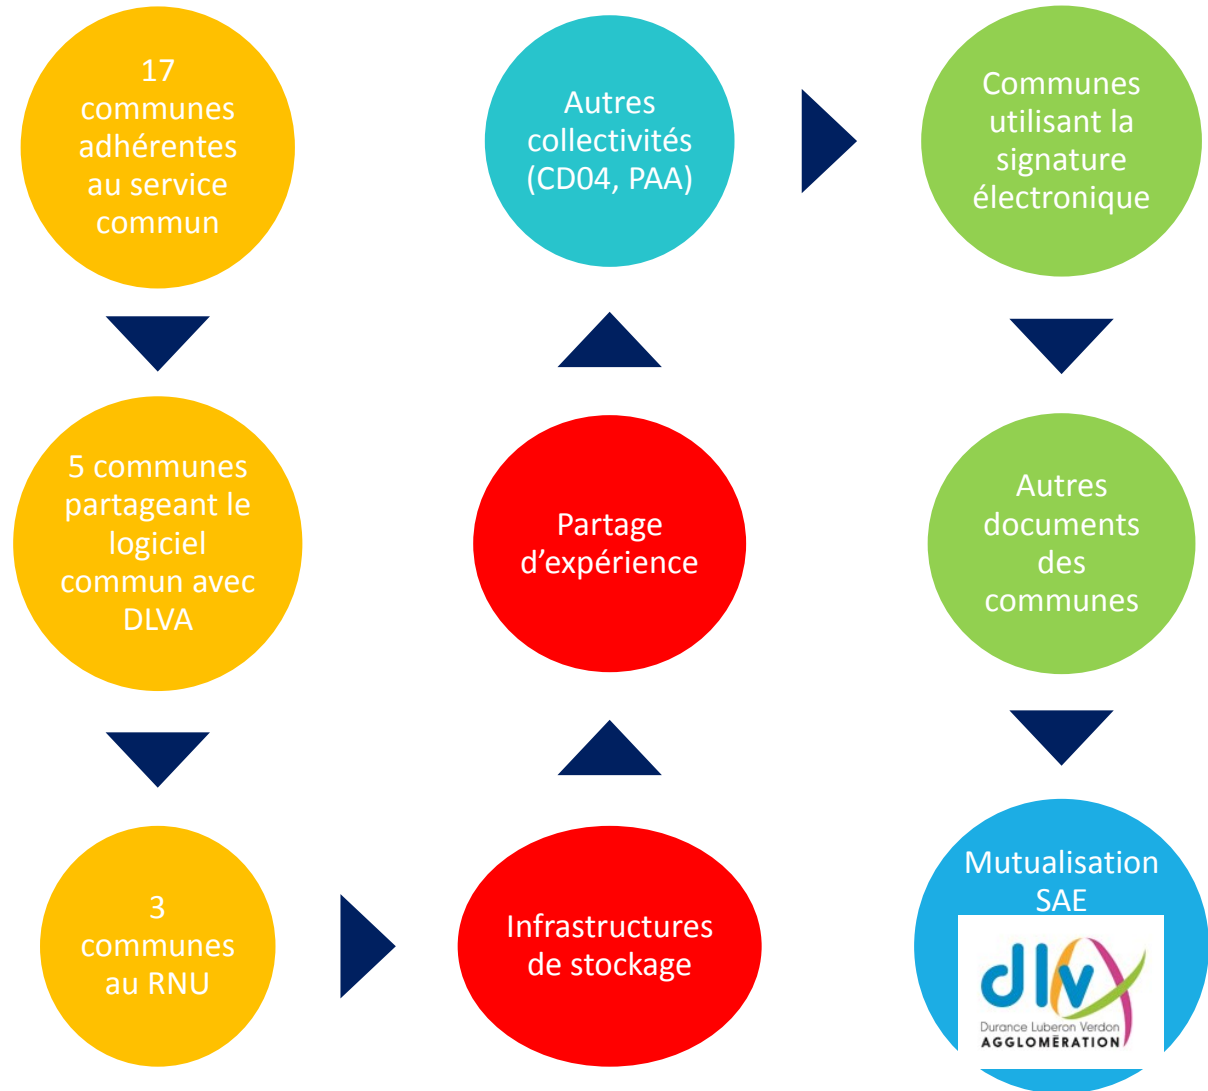 17
communes
adhérentes
au service
commun
5 communes
partageant le
logiciel
commun avec
DLVA
3
communes
au RNU
Infrastructures
de stockage
Partage
d’expérience
Autres
collectivités
(CD04, PAA)
Communes
utilisant la
signature
électronique
Autres
documents
des
communes
Mutualisation
SAE
dlv
Durance Luberon Verdon
AGGLOMÉRATION